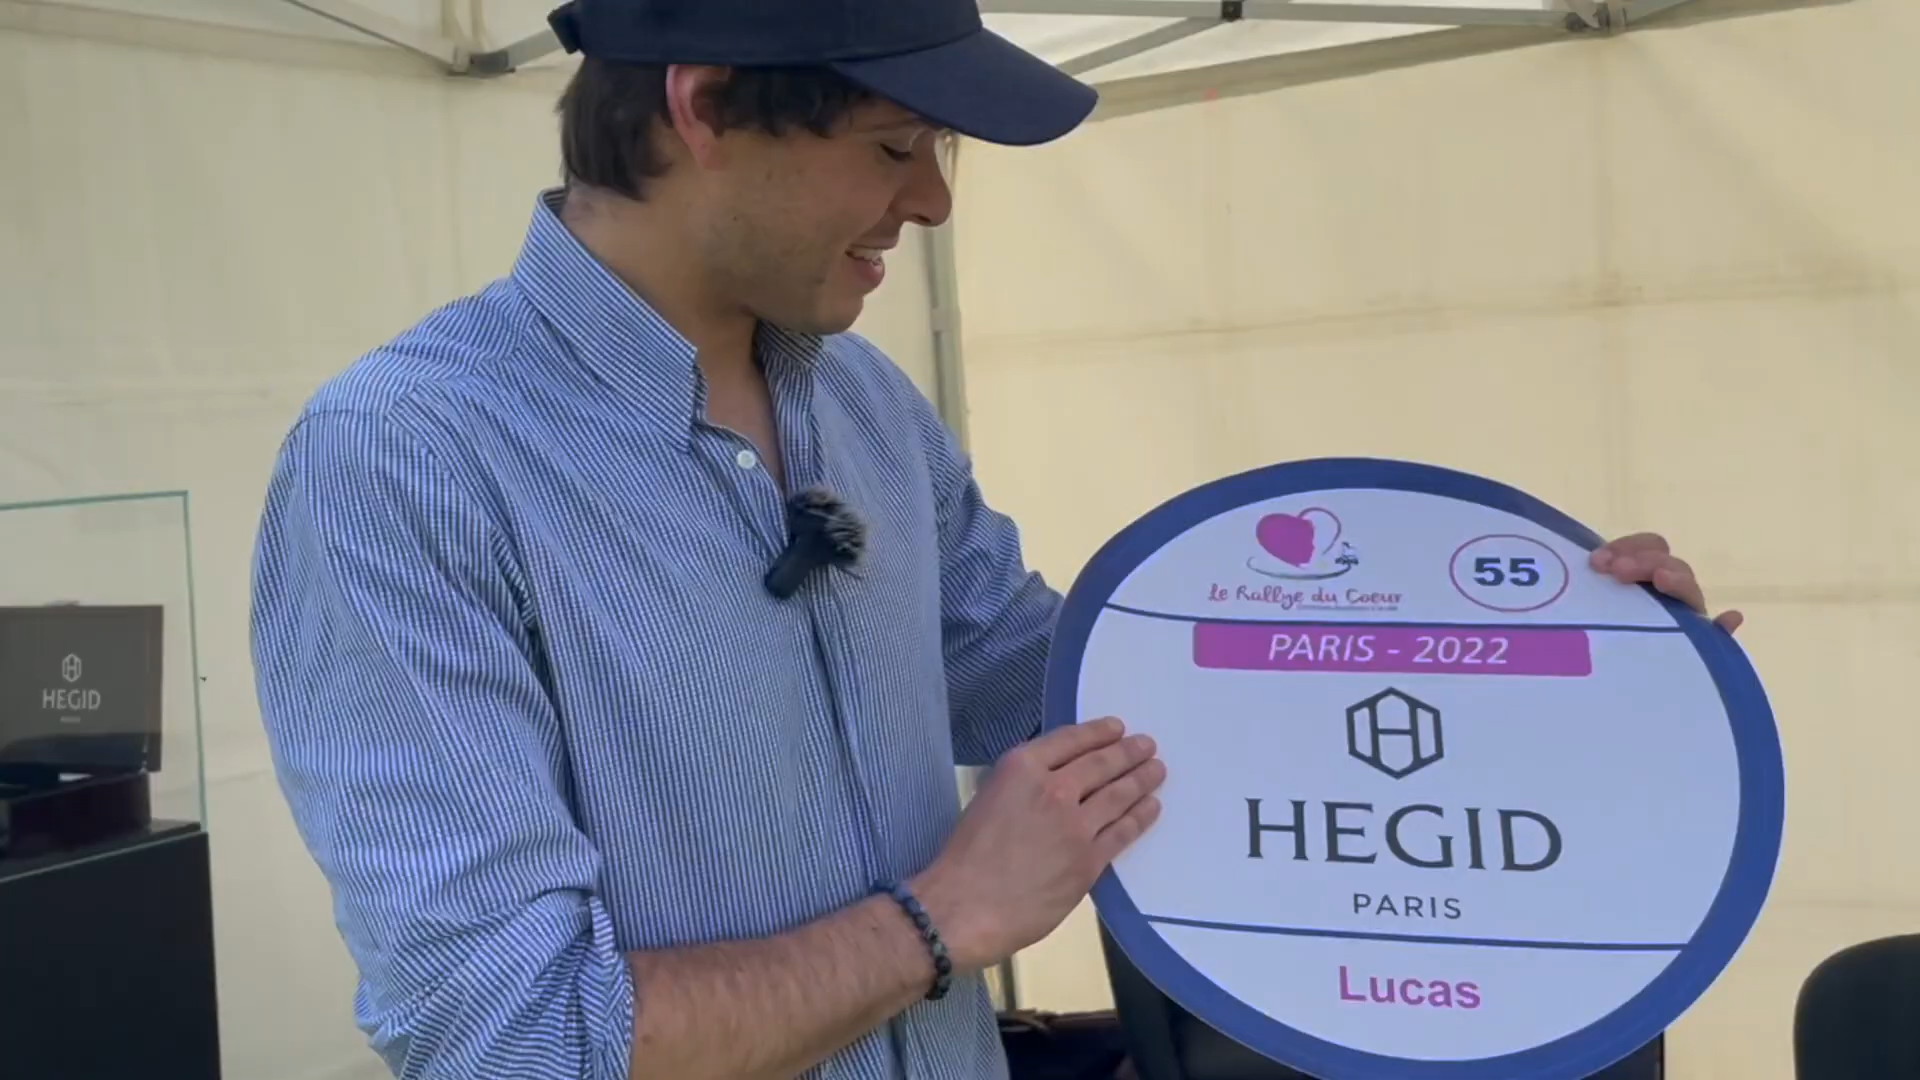 le Rallye du Coeur
55
PARIS - 2022
HEGID
PARIS
Lucas
HEGID